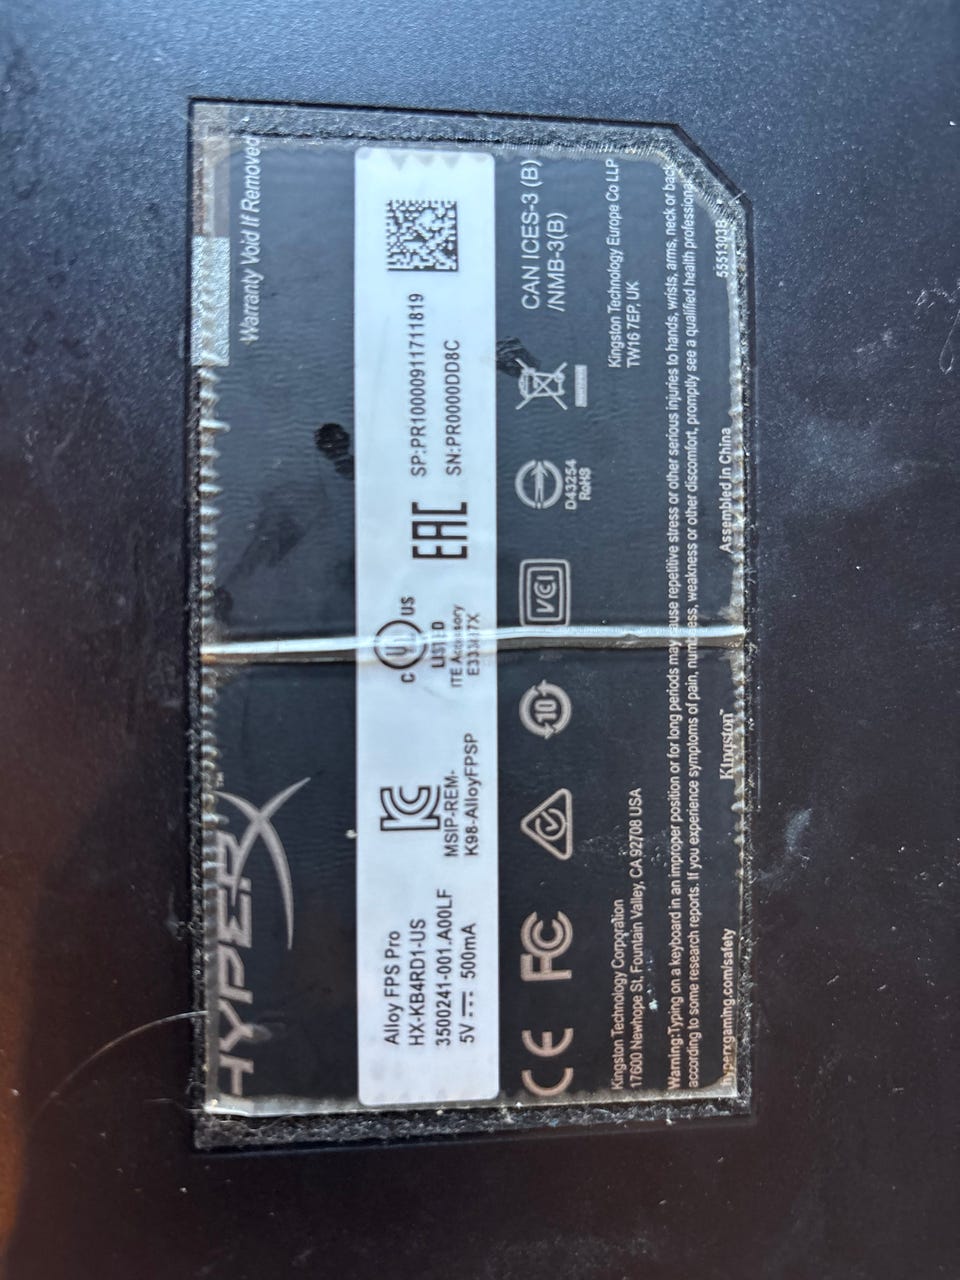 HYPERX™
Warranty Void If Removed
Alloy FPS Pro
HX-KB4RD1-US
3500241-001.A00LF
5V 500mA
MSIP-REM-
K98-AlloyFPSP
c UL US
LISTED
ITE Accessory
EAC
SP:PR1000091171​1819
SN:PR0000DD8C
CE FC
10
VCI
D43254
RoHS
CAN ICES-3 (B)
/NMB-3(B)
Kingston Technology Corporation
17600 Newhope St, Fountain Valley, CA 92708 USA
Kingston Technology Europe Co LLP
TW16 7EP, UK
Warning:Typing on a keyboard in an improper position or for long periods may cause repetitive stress or other serious injuries to hands, wrists, arms, neck or back
according to some research reports. If you experience symptoms of pain, numbness, weakness or other discomfort, promptly see a qualified health professional.
hyperxgaming.com/safety
Kingston™
Assembled in China
5551303B